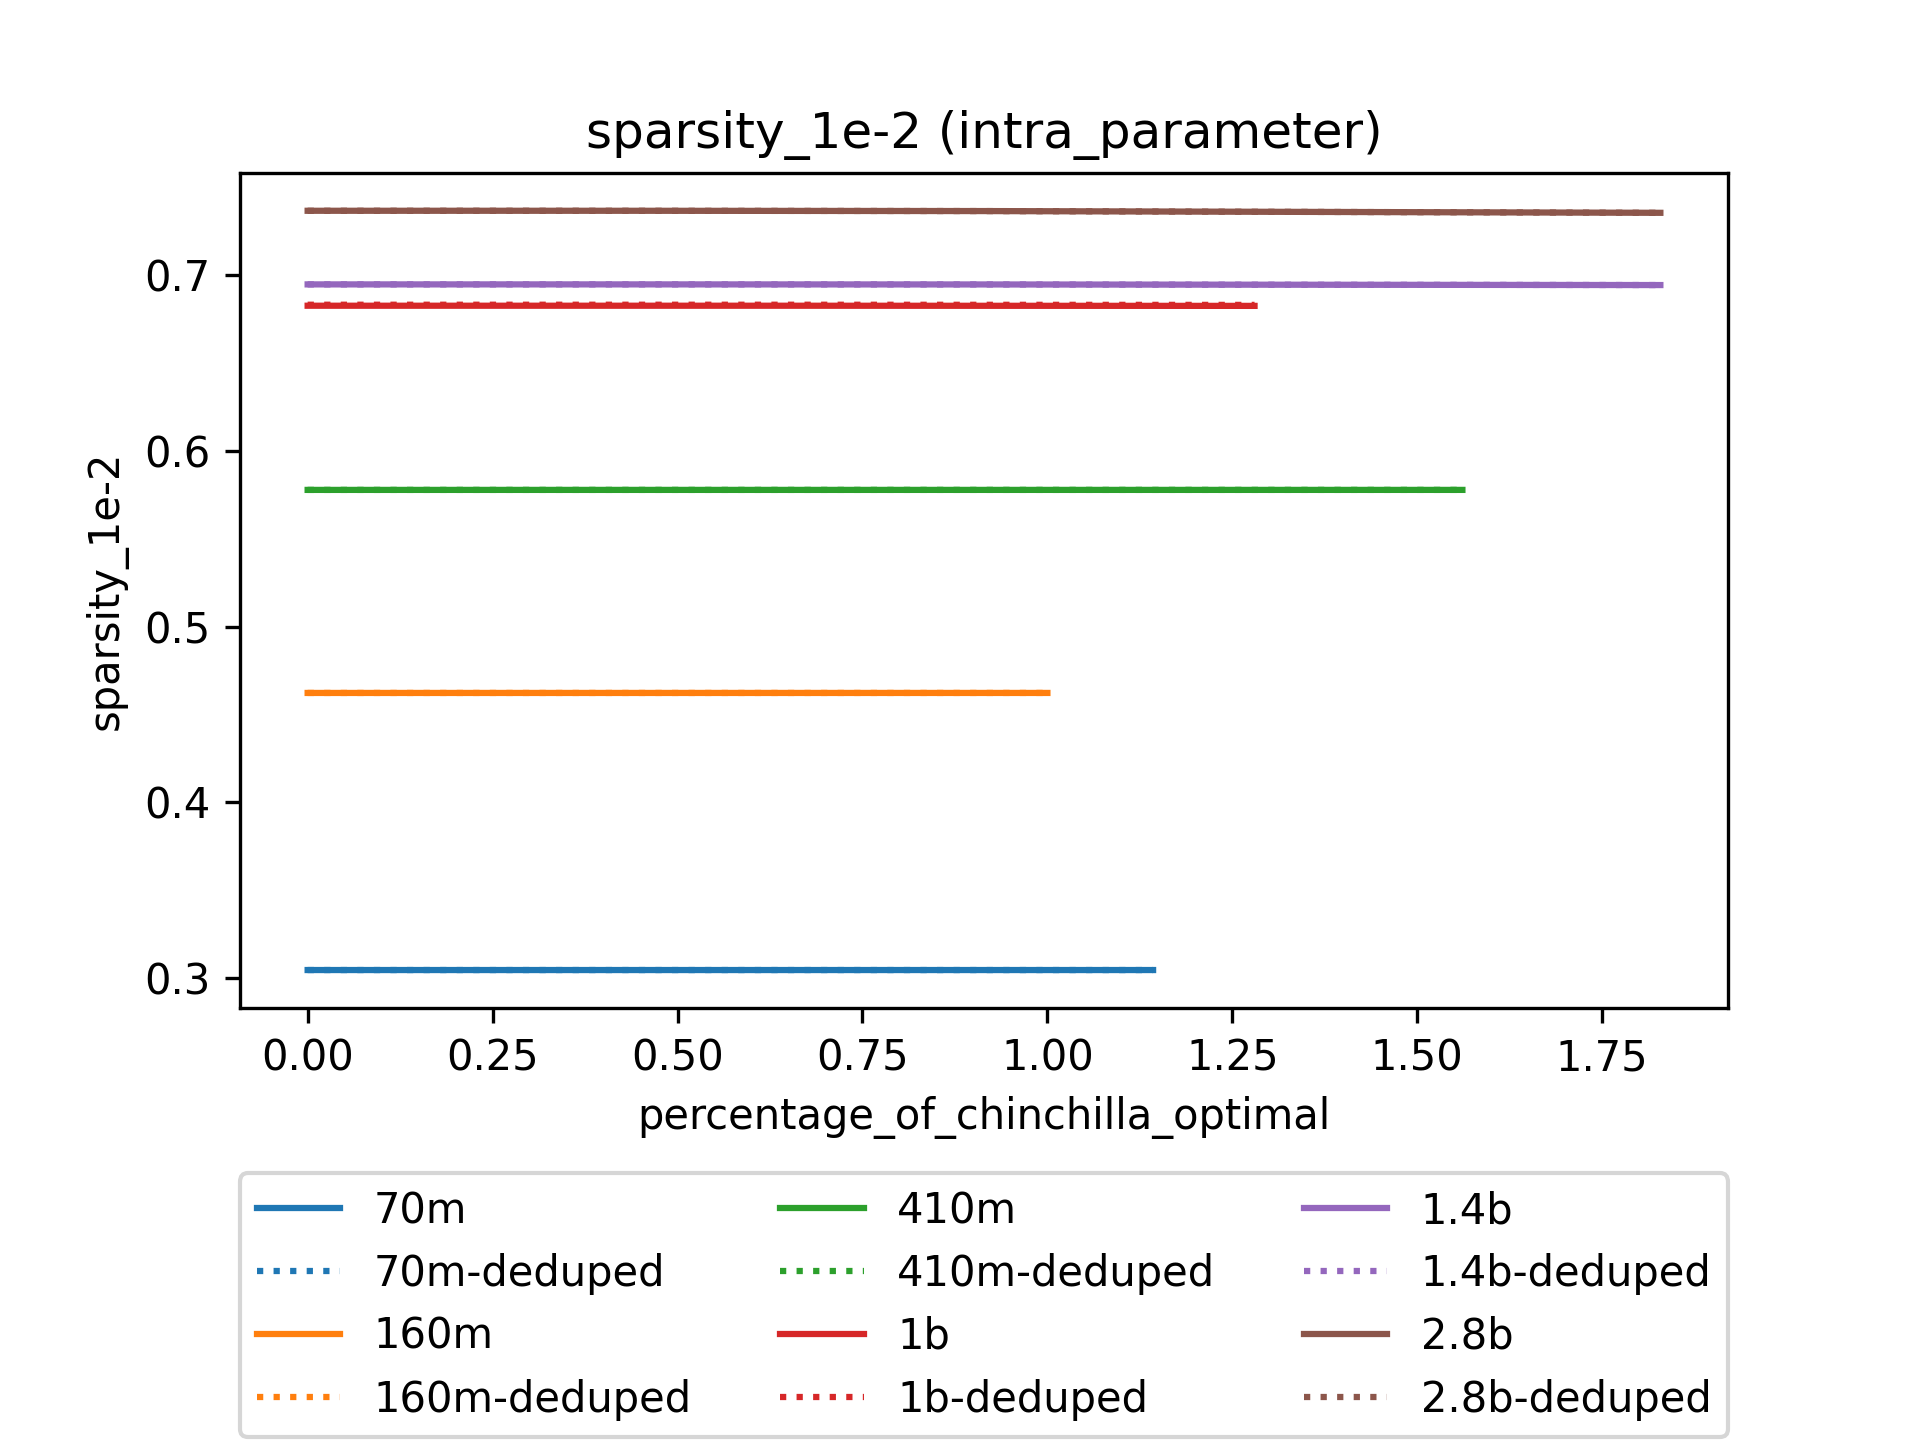 sparsity_1e-2 (intra_parameter)
sparsity_1e-2
0.7
0.6
0.5
0.4
0.3
0.00 0.25 0.50 0.75 1.00 1.25 1.50 1.75
percentage_of_chinchilla_optimal
70m 410m 1.4b
70m-deduped 410m-deduped 1.4b-deduped
160m 1b 2.8b
160m-deduped 1b-deduped 2.8b-deduped